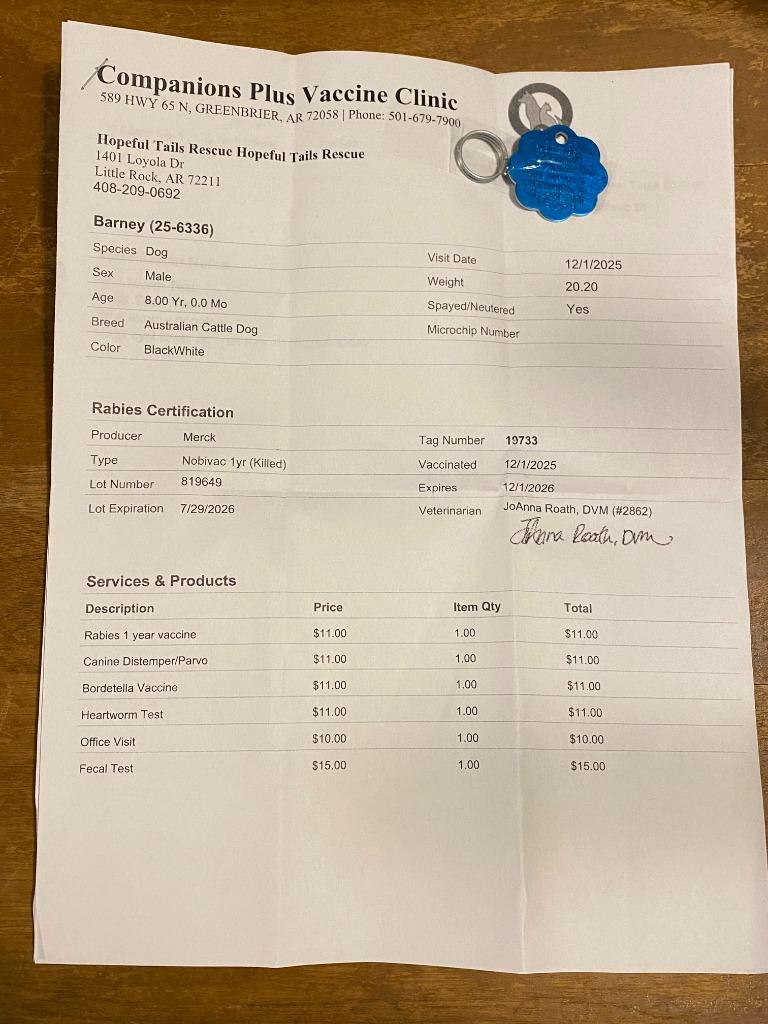 Companions Plus Vaccine Clinic
589 HWY 65 N, GREENBRIER, AR 72058 | Phone: 501-679-7900
Hopeful Tails Rescue Hopeful Tails Rescue
1401 Loyola Dr
Little Rock, AR 72211
408-209-0692
Barney (25-6336)
Species Dog
Visit Date 12/1/2025
Sex Male
Weight 20.20
Age 8.00 Yr, 0.0 Mo
Spayed/Neutered Yes
Breed Australian Cattle Dog
Microchip Number
Color BlackWhite
Rabies Certification
Producer Merck
Tag Number 19733
Type Nobivac 1yr (Killed)
Vaccinated 12/1/2025
Lot Number 819649
Expires 12/1/2026
Lot Expiration 7/29/2026
Veterinarian JoAnna Roath, DVM (#2862)
JoAnna Roath, DVM
Services & Products
Description Price Item Qty Total
Rabies 1 year vaccine $11.00 1.00 $11.00
Canine Distemper/Parvo $11.00 1.00 $11.00
Bordetella Vaccine $11.00 1.00 $11.00
Heartworm Test $11.00 1.00 $11.00
Office Visit $10.00 1.00 $10.00
Fecal Test $15.00 1.00 $15.00